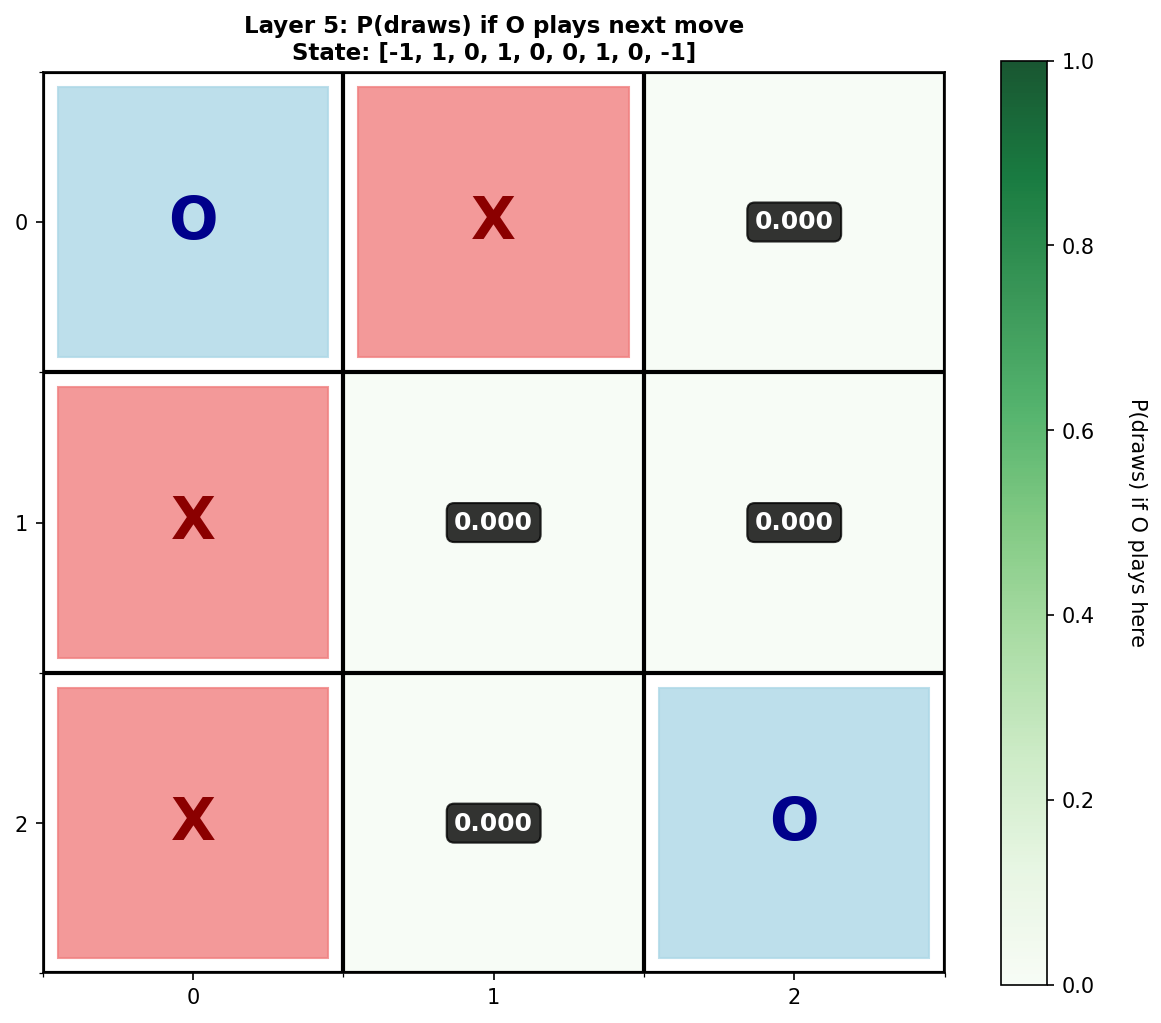 Layer 5: P(draws) if O plays next move
State: [-1, 1, 0, 1, 0, 0, 1, 0, -1]
O X 0.000
X 0.000 0.000
X 0.000 O
0
1
2
0 1 2
1.0
0.8
0.6
0.4
0.2
0.0
P(draws) if O plays here